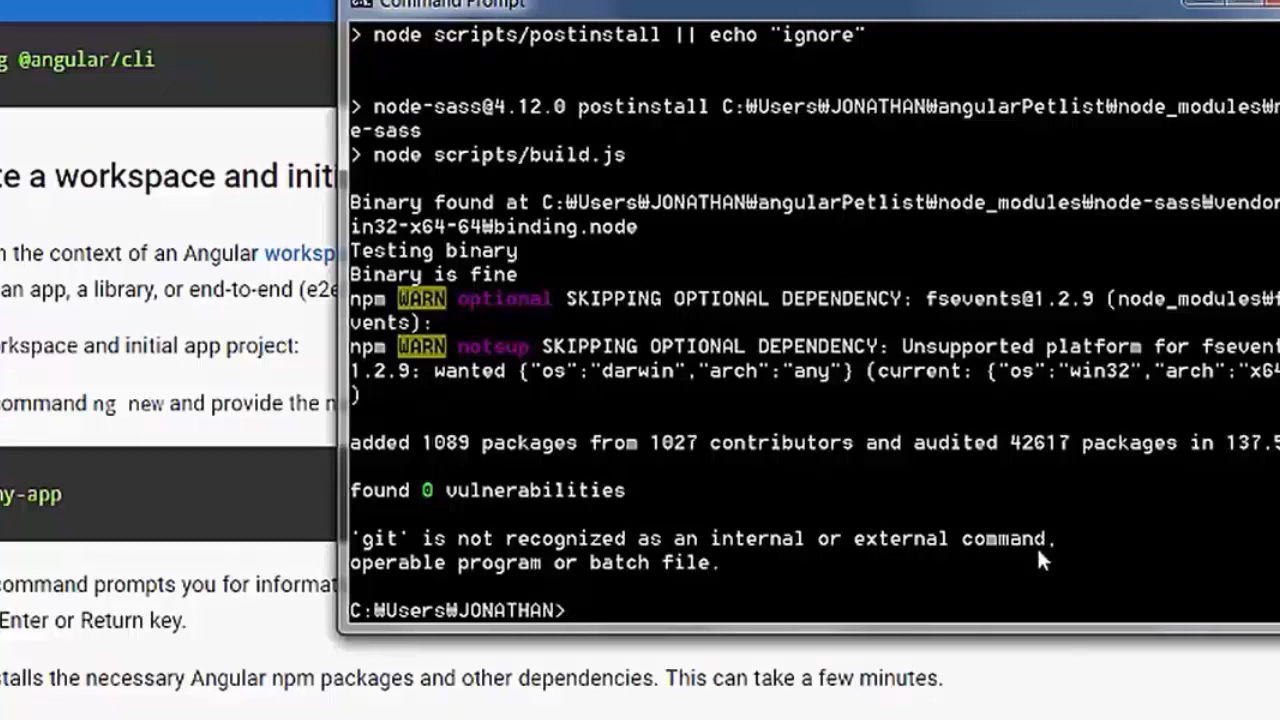 Command Prompt
> node scripts/postinstall || echo "ignore"
> node-sass@4.12.0 postinstall C:₩Users₩JONATHAN₩angularPetlist₩node_modules₩n
e-sass
> node scripts/build.js
Binary found at C:₩Users₩JONATHAN₩angularPetlist₩node_modules₩node-sass₩vendor
in32-x64-64₩binding.node
Testing binary
Binary is fine
npm WARN optional SKIPPING OPTIONAL DEPENDENCY: fsevents@1.2.9 (node_modules₩f
vents):
npm WARN notsup SKIPPING OPTIONAL DEPENDENCY: Unsupported platform for fsevent
1.2.9: wanted {"os":"darwin","arch":"any"} (current: {"os":"win32","arch":"x64
)
added 1089 packages from 1027 contributors and audited 42617 packages in 137.5
found 0 vulnerabilities
'git' is not recognized as an internal or external command,
operable program or batch file.
C:₩Users₩JONATHAN>
g @angular/cli
te a workspace and initi
n the context of an Angular worksp
an app, a library, or end-to-end (e2e
rkspace and initial app project:
command ng new and provide the n
ny-app
command prompts you for informat
Enter or Return key.
stalls the necessary Angular npm packages and other dependencies. This can take a few minutes.